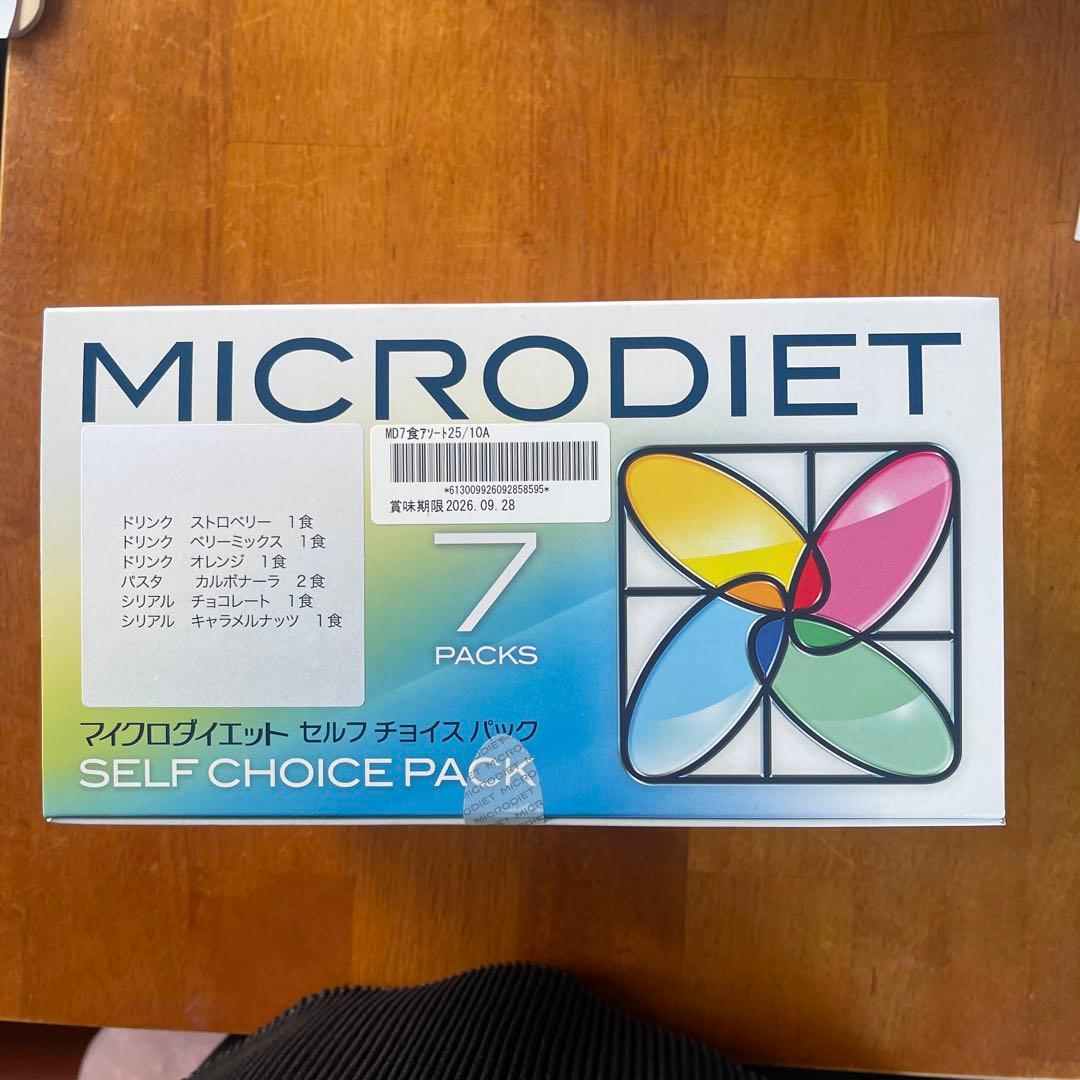 MICRODIET
MD7食ｱｿｰﾄ25/10A
*613009926092858595*
賞味期限2026.09.28
ドリンク　ストロベリー　1食
ドリンク　ベリーミックス　1食
ドリンク　オレンジ　1食
パスタ　　カルボナーラ　2食
シリアル　チョコレート　1食
シリアル　キャラメルナッツ　1食
7
PACKS
マイクロダイエット セルフ チョイス パック
SELF CHOICE PACK
MICRODIET